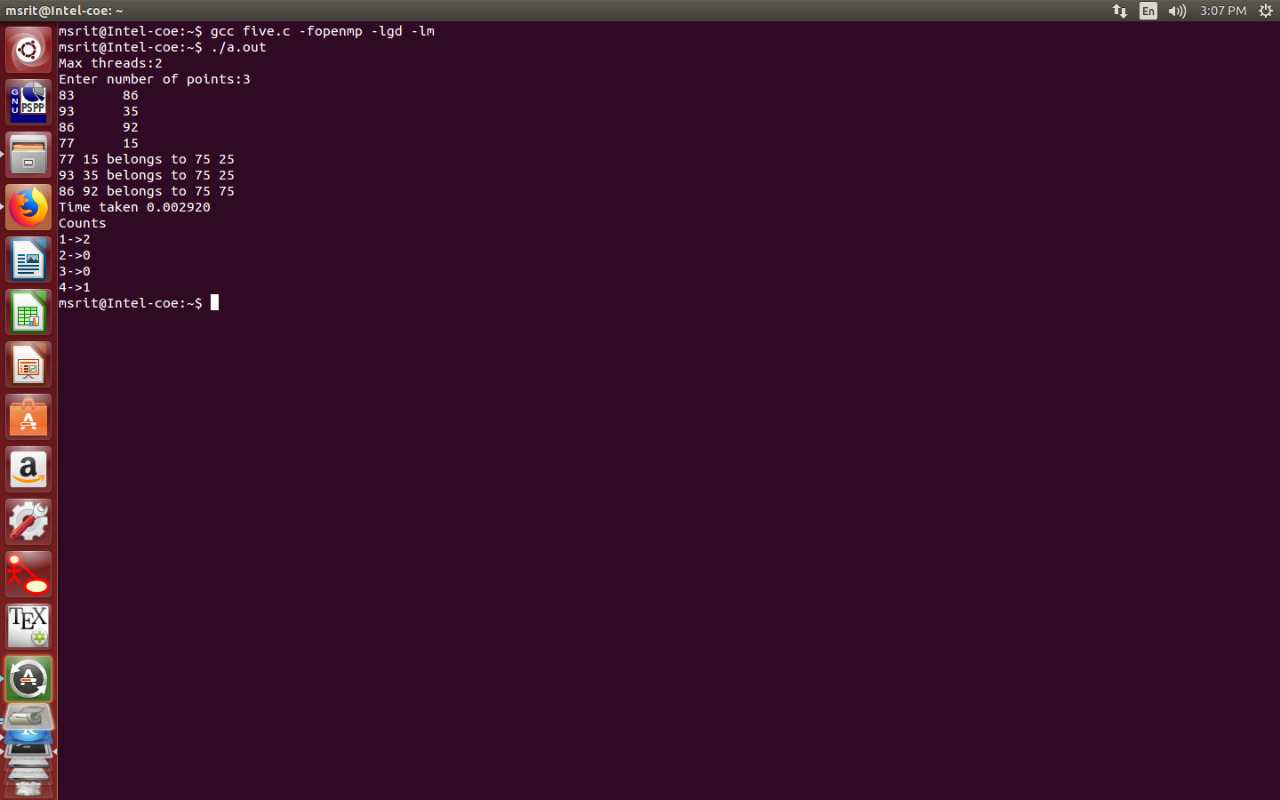 msrit@Intel-coe: ~
En
3:07 PM
msrit@Intel-coe:~$ gcc five.c -fopenmp -lgd -lm
msrit@Intel-coe:~$ ./a.out
Max threads:2
Enter number of points:3
83      86
93      35
86      92
77      15
77 15 belongs to 75 25
93 35 belongs to 75 25
86 92 belongs to 75 75
Time taken 0.002920
Counts
1->2
2->0
3->0
4->1
msrit@Intel-coe:~$
GNU
PSPP
a
TEX